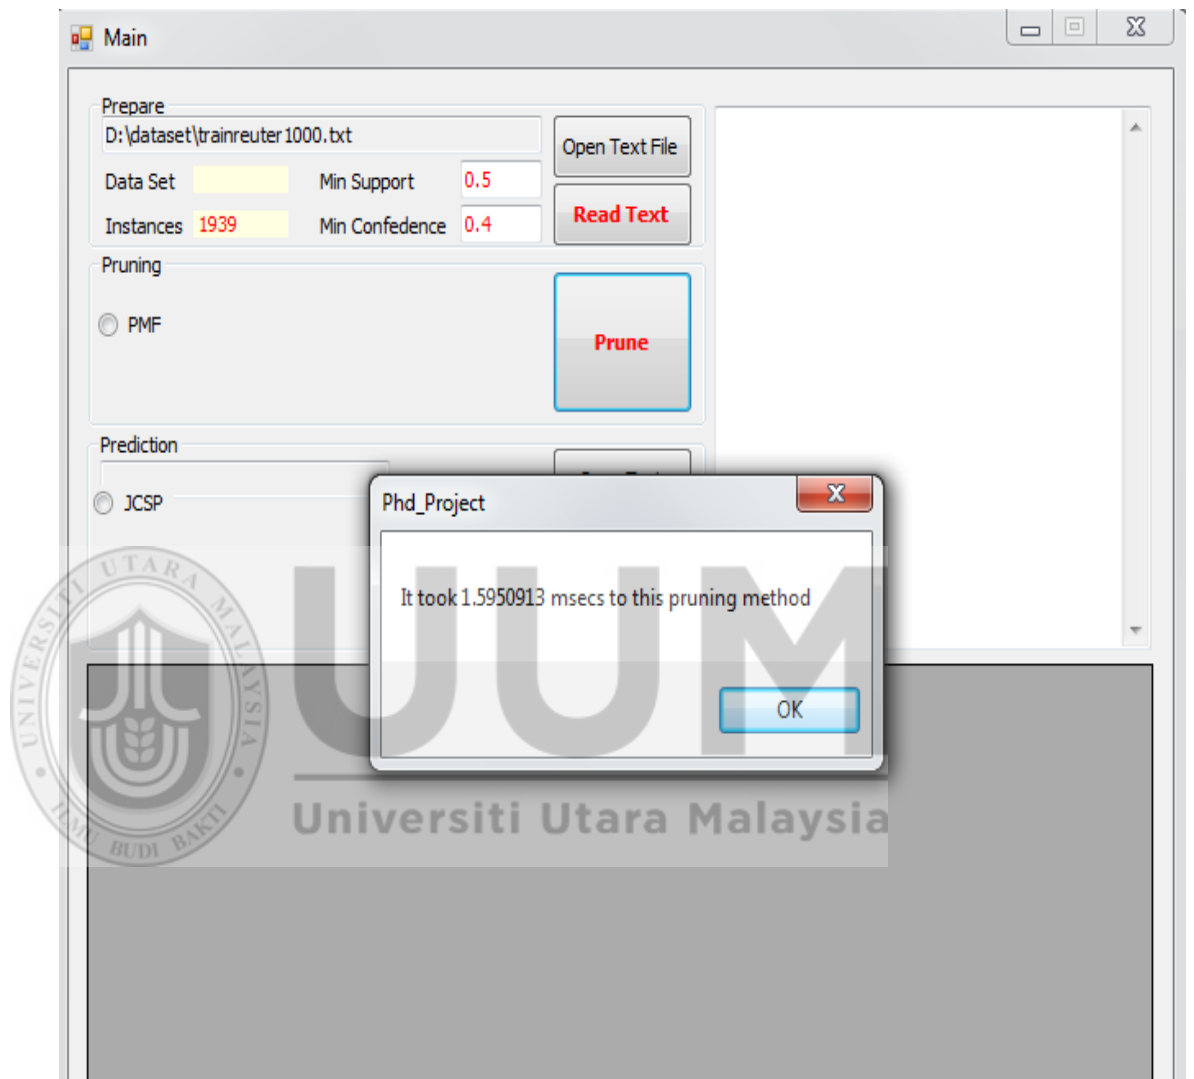 Main
Prepare
D:\dataset\trainreuter1000.txt
Open Text File
Data Set
Min Support
0.5
Instances
1939
Min Confedence
0.4
Read Text
Pruning
PMF
Prune
Prediction
JCSP
Phd_Project
It took 1.5950913 msecs to this pruning method
OK
UUM
Universiti Utara Malaysia
UNIVERSITI UTARA MALAYSIA
ILMU BUDI BAKTI